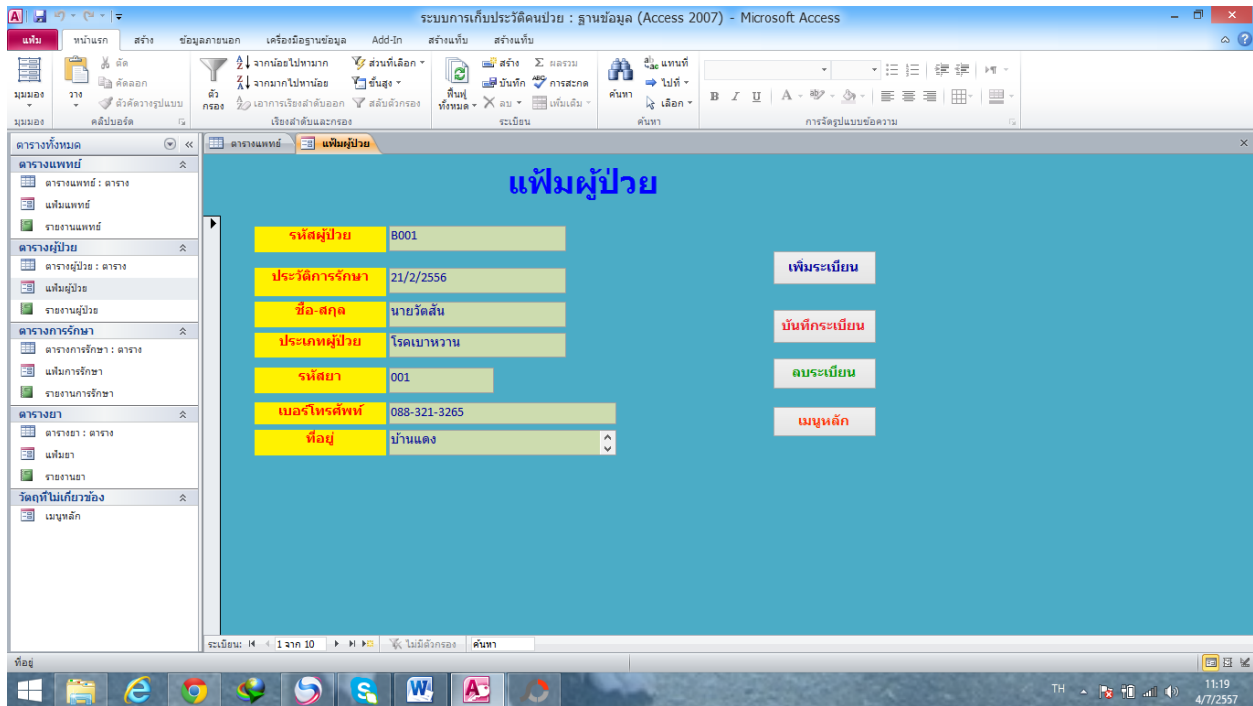 ระบบการเก็บประวัติคนป่วย : ฐานข้อมูล (Access 2007) - Microsoft Access
แฟ้ม หน้าแรก สร้าง ข้อมูลภายนอก เครื่องมือฐานข้อมูล Add-In สร้างแท็บ สร้างแท็บ
มุมมอง
วาง
ตัด
คัดลอก
ตัวคัดวางรูปแบบ
ตัวกรอง
จากน้อยไปหามาก
จากมากไปหาน้อย
เอาการเรียงลำดับออก
ส่วนที่เลือก
ขั้นสูง
สลับตัวกรอง
ฟื้นฟูทั้งหมด
สร้าง
บันทึก
ลบ
ผลรวม
การสะกด
เพิ่มเติม
ค้นหา
แทนที่
ไปที่
เลือก
B I U A
มุมมอง คลิปบอร์ด เรียงลำดับและกรอง ระเบียน ค้นหา การจัดรูปแบบข้อความ
ตารางทั้งหมด
ตารางแพทย์
ตารางแพทย์ : ตาราง
แฟ้มแพทย์
รายงานแพทย์
ตารางผู้ป่วย
ตารางผู้ป่วย : ตาราง
แฟ้มผู้ป่วย
รายงานผู้ป่วย
ตารางการรักษา
ตารางการรักษา : ตาราง
แฟ้มการรักษา
รายงานการรักษา
ตารางยา
ตารางยา : ตาราง
แฟ้มยา
รายงานยา
วัตถุที่ไม่เกี่ยวข้อง
เมนูหลัก
ตารางแพทย์ แฟ้มผู้ป่วย
แฟ้มผู้ป่วย
รหัสผู้ป่วย B001
ประวัติการรักษา 21/2/2556
ชื่อ-สกุล นายวัดสัน
ประเภทผู้ป่วย โรคเบาหวาน
รหัสยา 001
เบอร์โทรศัพท์ 088-321-3265
ที่อยู่ บ้านแดง
เพิ่มระเบียน
บันทึกระเบียน
ลบระเบียน
เมนูหลัก
ระเบียน: 1 จาก 10 ไม่มีตัวกรอง ค้นหา
ที่อยู่
TH 11:19
4/7/2557